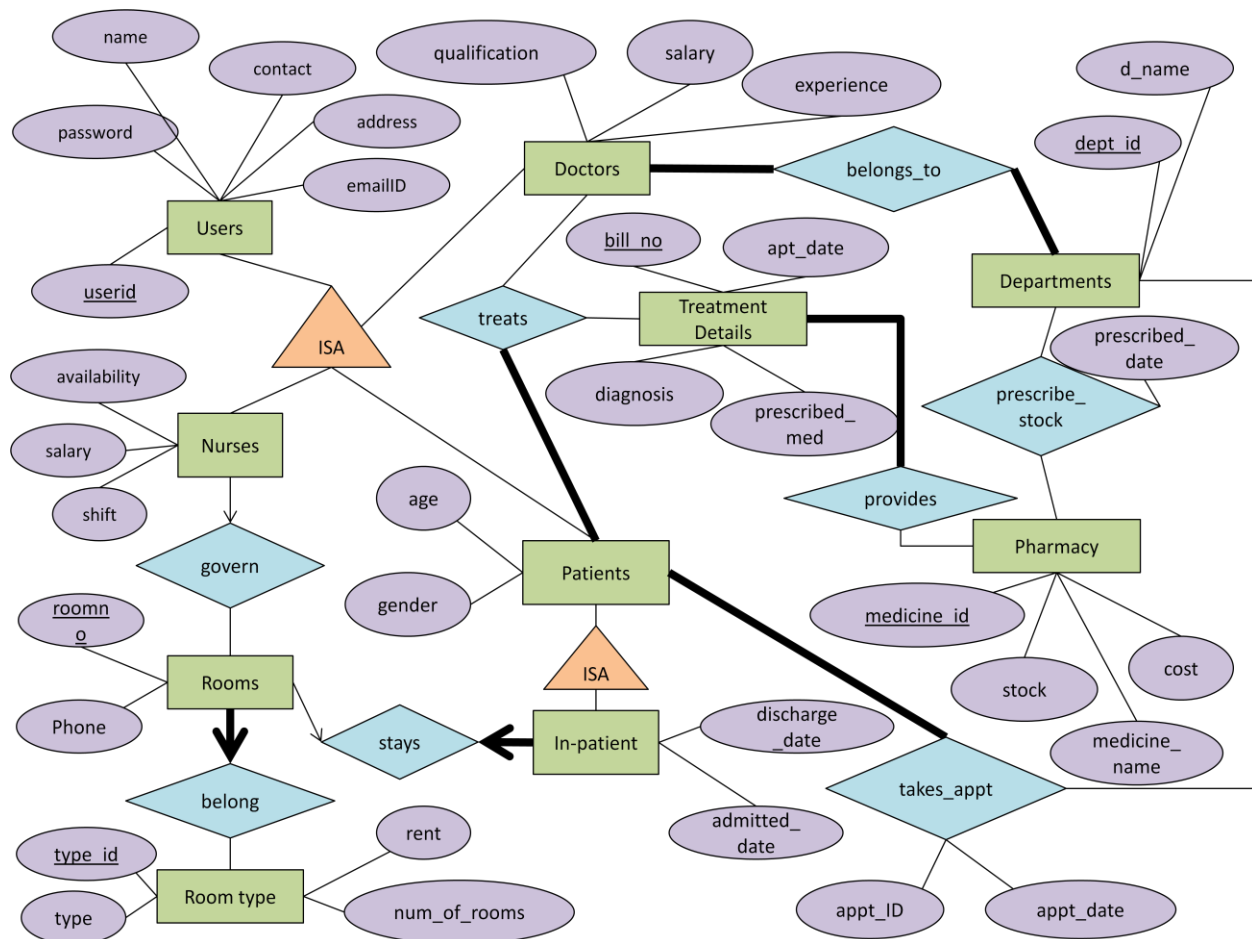 name
qualification
salary
d_name
contact
experience
password
address
dept_id
Doctors
belongs_to
emailID
Users
bill_no
apt_date
userid
Departments
treats
Treatment
Details
ISA
prescribed_
date
availability
diagnosis
prescribed_
med
prescribe_
stock
Nurses
salary
age
provides
shift
Pharmacy
govern
Patients
gender
roomn
o
medicine_id
Rooms
ISA
stock
cost
Phone
stays
In-patient
discharge
_date
medicine_
name
belong
takes_appt
rent
admitted_
date
type_id
Room type
type
num_of_rooms
appt_ID
appt_date